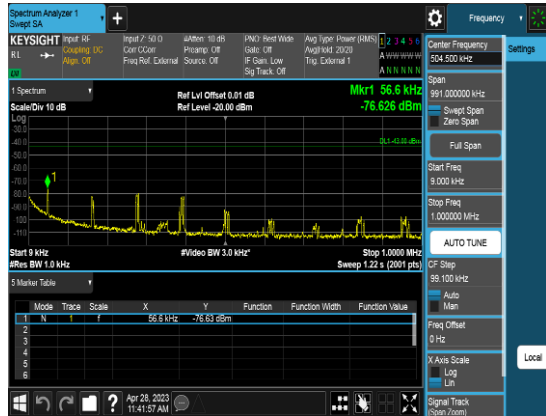 Spectrum Analyzer 1
Swept SA
+
Frequency
KEYSIGHT
RL
Input: RF
Coupling: DC
Align: Off
Input Z: 50 Ω
Corr CCorr
Freq Ref: External
#Atten: 10 dB
Preamp: Off
Source: Off
PNO: Best Wide
Gate: Off
IF Gain: Low
Sig Track: Off
Avg Type: Power (RMS)
Avg|Hold: 20/20
Trig: External 1
1 2 3 4 5 6
A W W W W W
A N N N N N
1 Spectrum
Scale/Div 10 dB
Ref Lvl Offset 0.01 dB
Ref Level -20.00 dBm
Mkr1 56.6 kHz
-76.626 dBm
Log
-30.0
-40.0
-50.0
-60.0
-70.0
-80.0
-90.0
-100
-110
1
DL1 -43.00 dBm
Start 9 kHz
#Res BW 1.0 kHz
#Video BW 3.0 kHz*
Stop 1.0000 MHz
Sweep 1.22 s (2001 pts)
5 Marker Table
Mode Trace Scale X Y Function Function Width Function Value
1 N 1 f 56.6 kHz -76.63 dBm
2
3
4
5
6
Apr 28, 2023
11:41:57 AM
Center Frequency
504.500 kHz
Span
991.000000 kHz
Swept Span
Zero Span
Full Span
Start Freq
9.000 kHz
Stop Freq
1.000000 MHz
AUTO TUNE
CF Step
99.100 kHz
Auto
Man
Freq Offset
0 Hz
X Axis Scale
Log
Lin
Signal Track
(Span Zoom)
Settings
Local